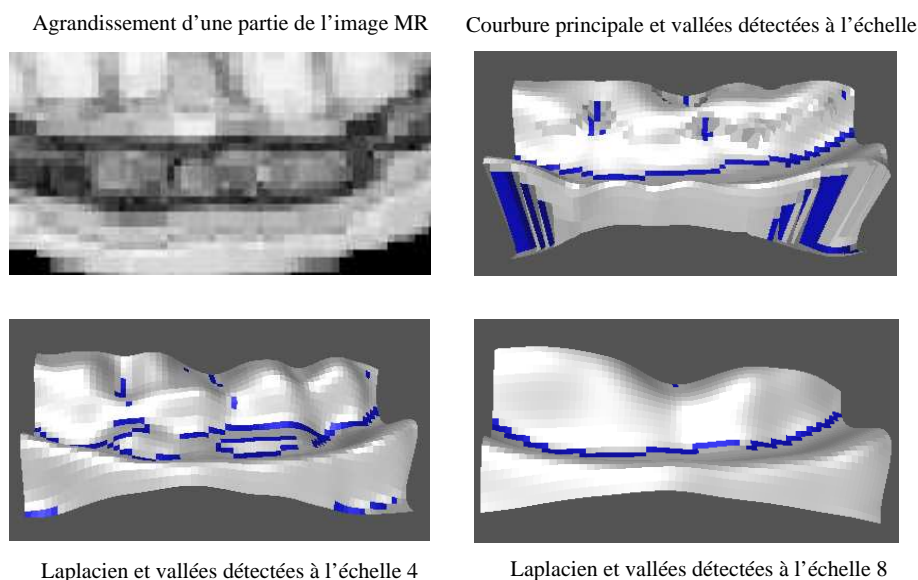 Agrandissement d’une partie de l’image MR
Courbure principale et vallées détectées à l’échelle
Laplacien et vallées détectées à l’échelle 4
Laplacien et vallées détectées à l’échelle 8